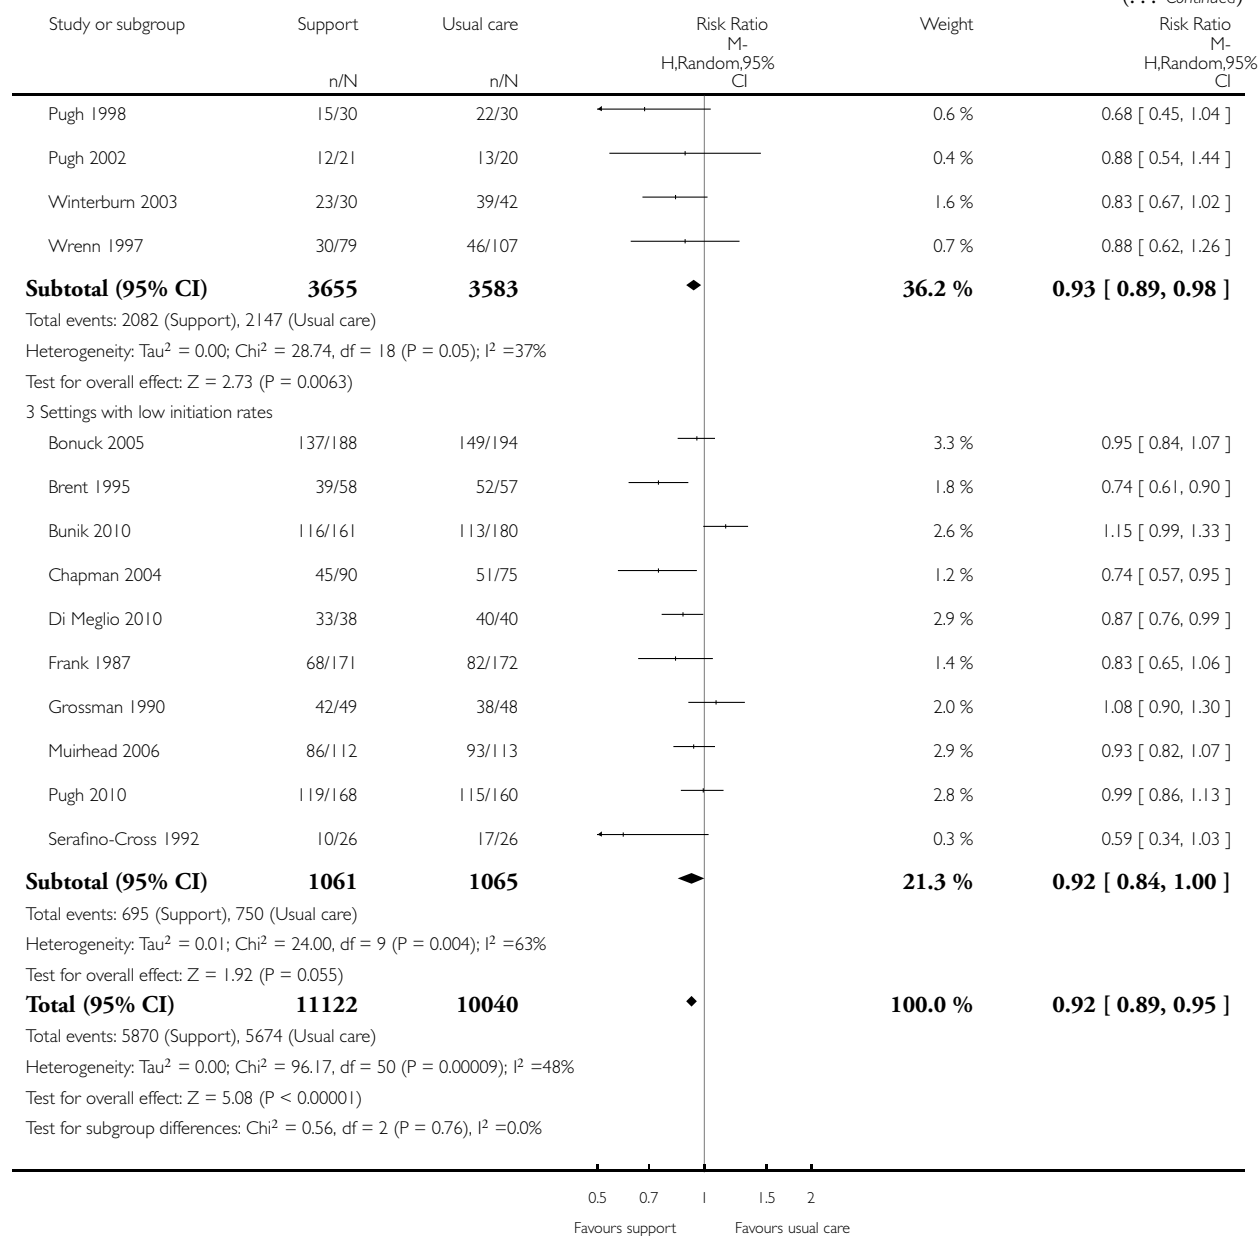 (... Continued)
Study or subgroup Support Usual care Risk Ratio Weight Risk Ratio
M- M-
H,Random,95% H,Random,95%
n/N n/N CI CI
Pugh 1998 15/30 22/30 0.6 % 0.68 [ 0.45, 1.04 ]
Pugh 2002 12/21 13/20 0.4 % 0.88 [ 0.54, 1.44 ]
Winterburn 2003 23/30 39/42 1.6 % 0.83 [ 0.67, 1.02 ]
Wrenn 1997 30/79 46/107 0.7 % 0.88 [ 0.62, 1.26 ]
Subtotal (95% CI) 3655 3583 36.2 % 0.93 [ 0.89, 0.98 ]
Total events: 2082 (Support), 2147 (Usual care)
Heterogeneity: Tau² = 0.00; Chi² = 28.74, df = 18 (P = 0.05); I² =37%
Test for overall effect: Z = 2.73 (P = 0.0063)
3 Settings with low initiation rates
Bonuck 2005 137/188 149/194 3.3 % 0.95 [ 0.84, 1.07 ]
Brent 1995 39/58 52/57 1.8 % 0.74 [ 0.61, 0.90 ]
Bunik 2010 116/161 113/180 2.6 % 1.15 [ 0.99, 1.33 ]
Chapman 2004 45/90 51/75 1.2 % 0.74 [ 0.57, 0.95 ]
Di Meglio 2010 33/38 40/40 2.9 % 0.87 [ 0.76, 0.99 ]
Frank 1987 68/171 82/172 1.4 % 0.83 [ 0.65, 1.06 ]
Grossman 1990 42/49 38/48 2.0 % 1.08 [ 0.90, 1.30 ]
Muirhead 2006 86/112 93/113 2.9 % 0.93 [ 0.82, 1.07 ]
Pugh 2010 119/168 115/160 2.8 % 0.99 [ 0.86, 1.13 ]
Serafino-Cross 1992 10/26 17/26 0.3 % 0.59 [ 0.34, 1.03 ]
Subtotal (95% CI) 1061 1065 21.3 % 0.92 [ 0.84, 1.00 ]
Total events: 695 (Support), 750 (Usual care)
Heterogeneity: Tau² = 0.01; Chi² = 24.00, df = 9 (P = 0.004); I² =63%
Test for overall effect: Z = 1.92 (P = 0.055)
Total (95% CI) 11122 10040 100.0 % 0.92 [ 0.89, 0.95 ]
Total events: 5870 (Support), 5674 (Usual care)
Heterogeneity: Tau² = 0.00; Chi² = 96.17, df = 50 (P = 0.00009); I² =48%
Test for overall effect: Z = 5.08 (P < 0.00001)
Test for subgroup differences: Chi² = 0.56, df = 2 (P = 0.76), I² =0.0%
0.5 0.7 1 1.5 2
Favours support Favours usual care